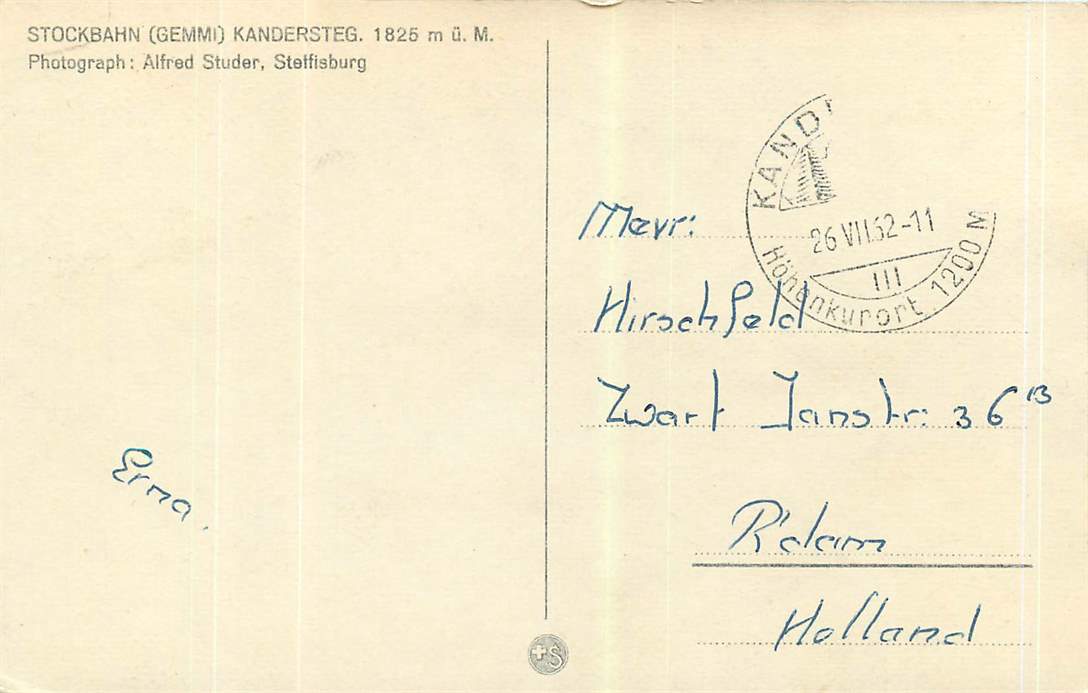 STOCKBAHN (GEMMI) KANDERSTEG. 1825 m ü. M.
Photograph: Alfred Studer, Steffisburg
KAND
26 VII.62-11
III
Höhenkurort 1200 M
Mevr:
Hirschfeld
Zwart Janstr: 36 B
R'dam
Holland
Erna.
+S